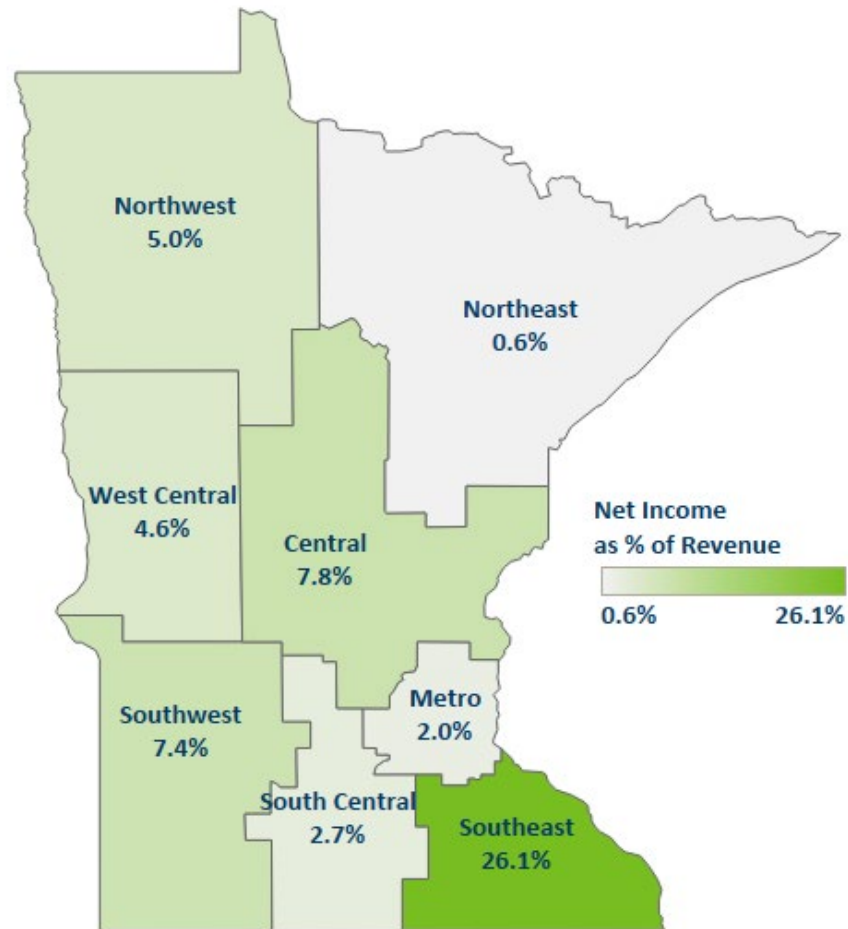 Northwest
5.0%
Northeast
0.6%
West Central
4.6%
Central
7.8%
Net Income
as % of Revenue
0.6% 26.1%
Southwest
7.4%
Metro
2.0%
South Central
2.7%
Southeast
26.1%